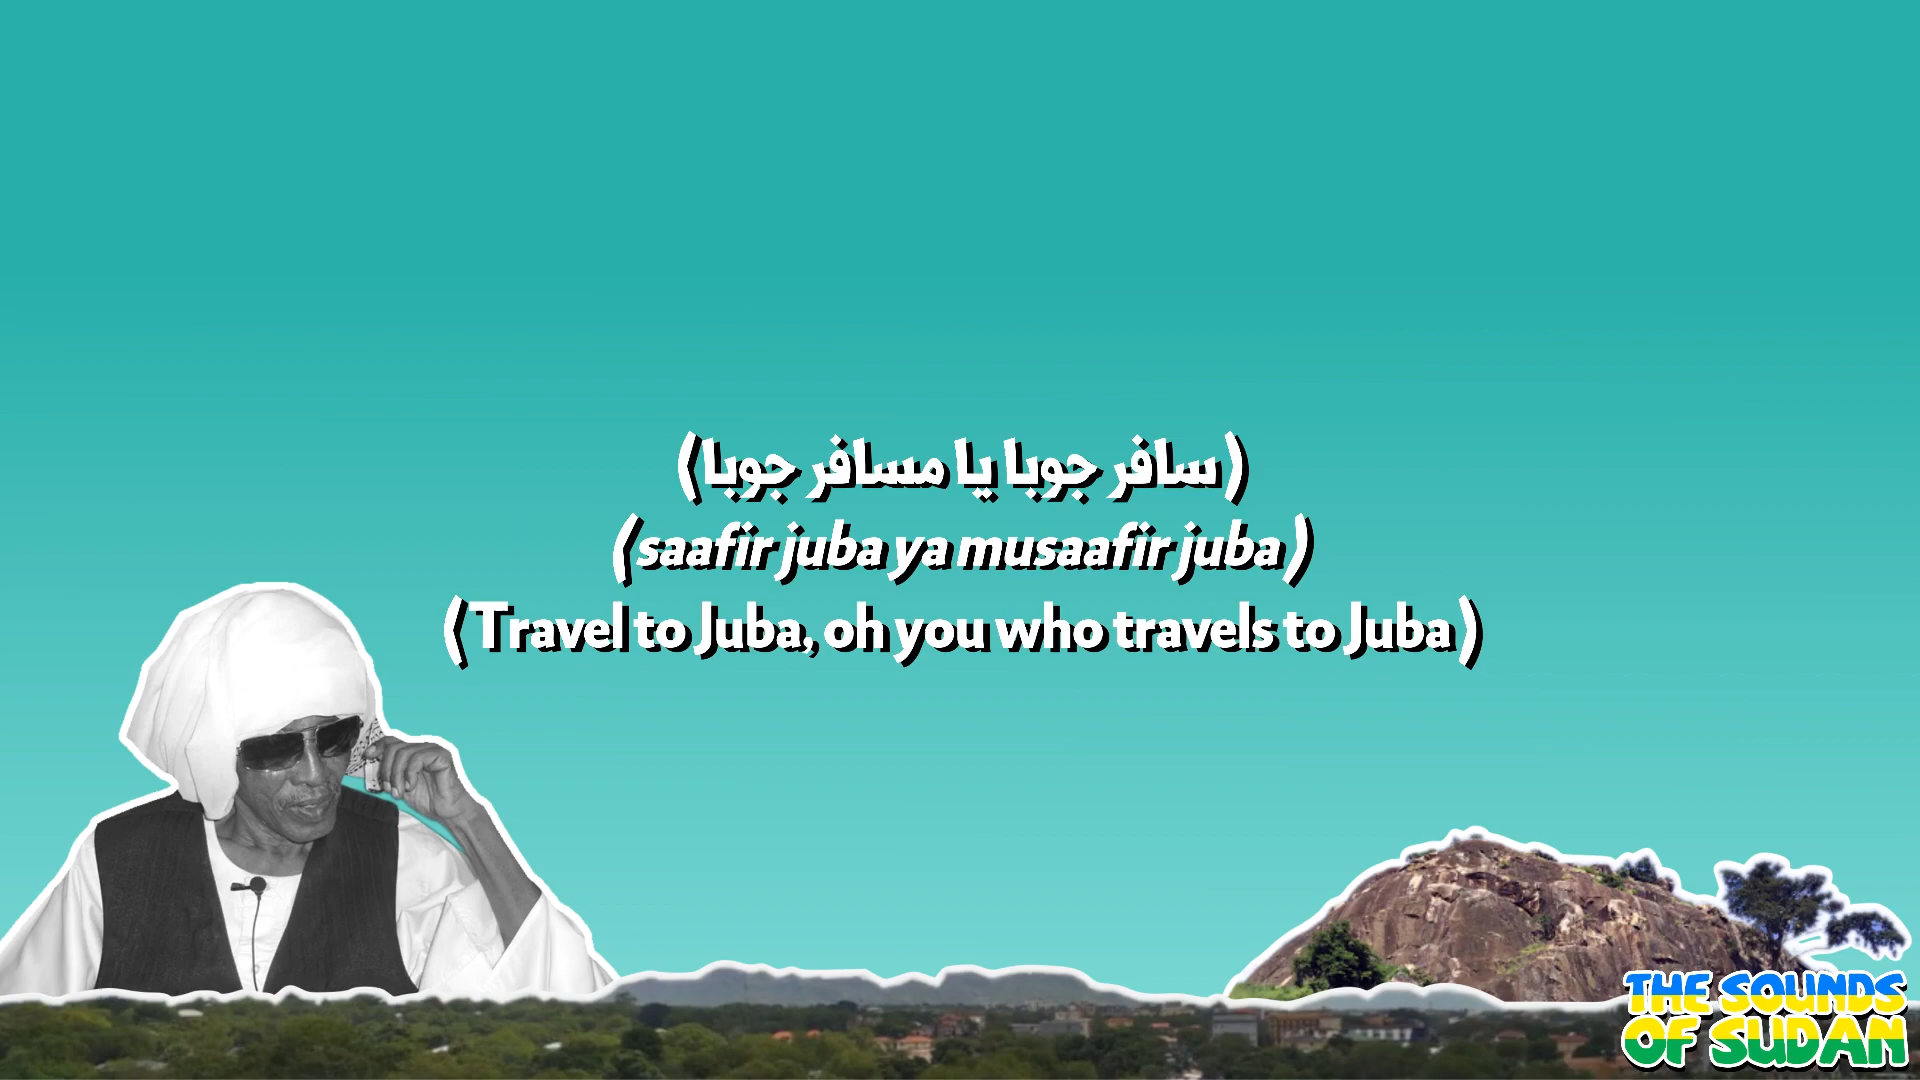 (سافر جوبا يا مسافر جوبا)
(saafir juba ya musaafir juba)
(Travel to Juba, oh you who travels to Juba)
THE SOUNDS
OF SUDAN